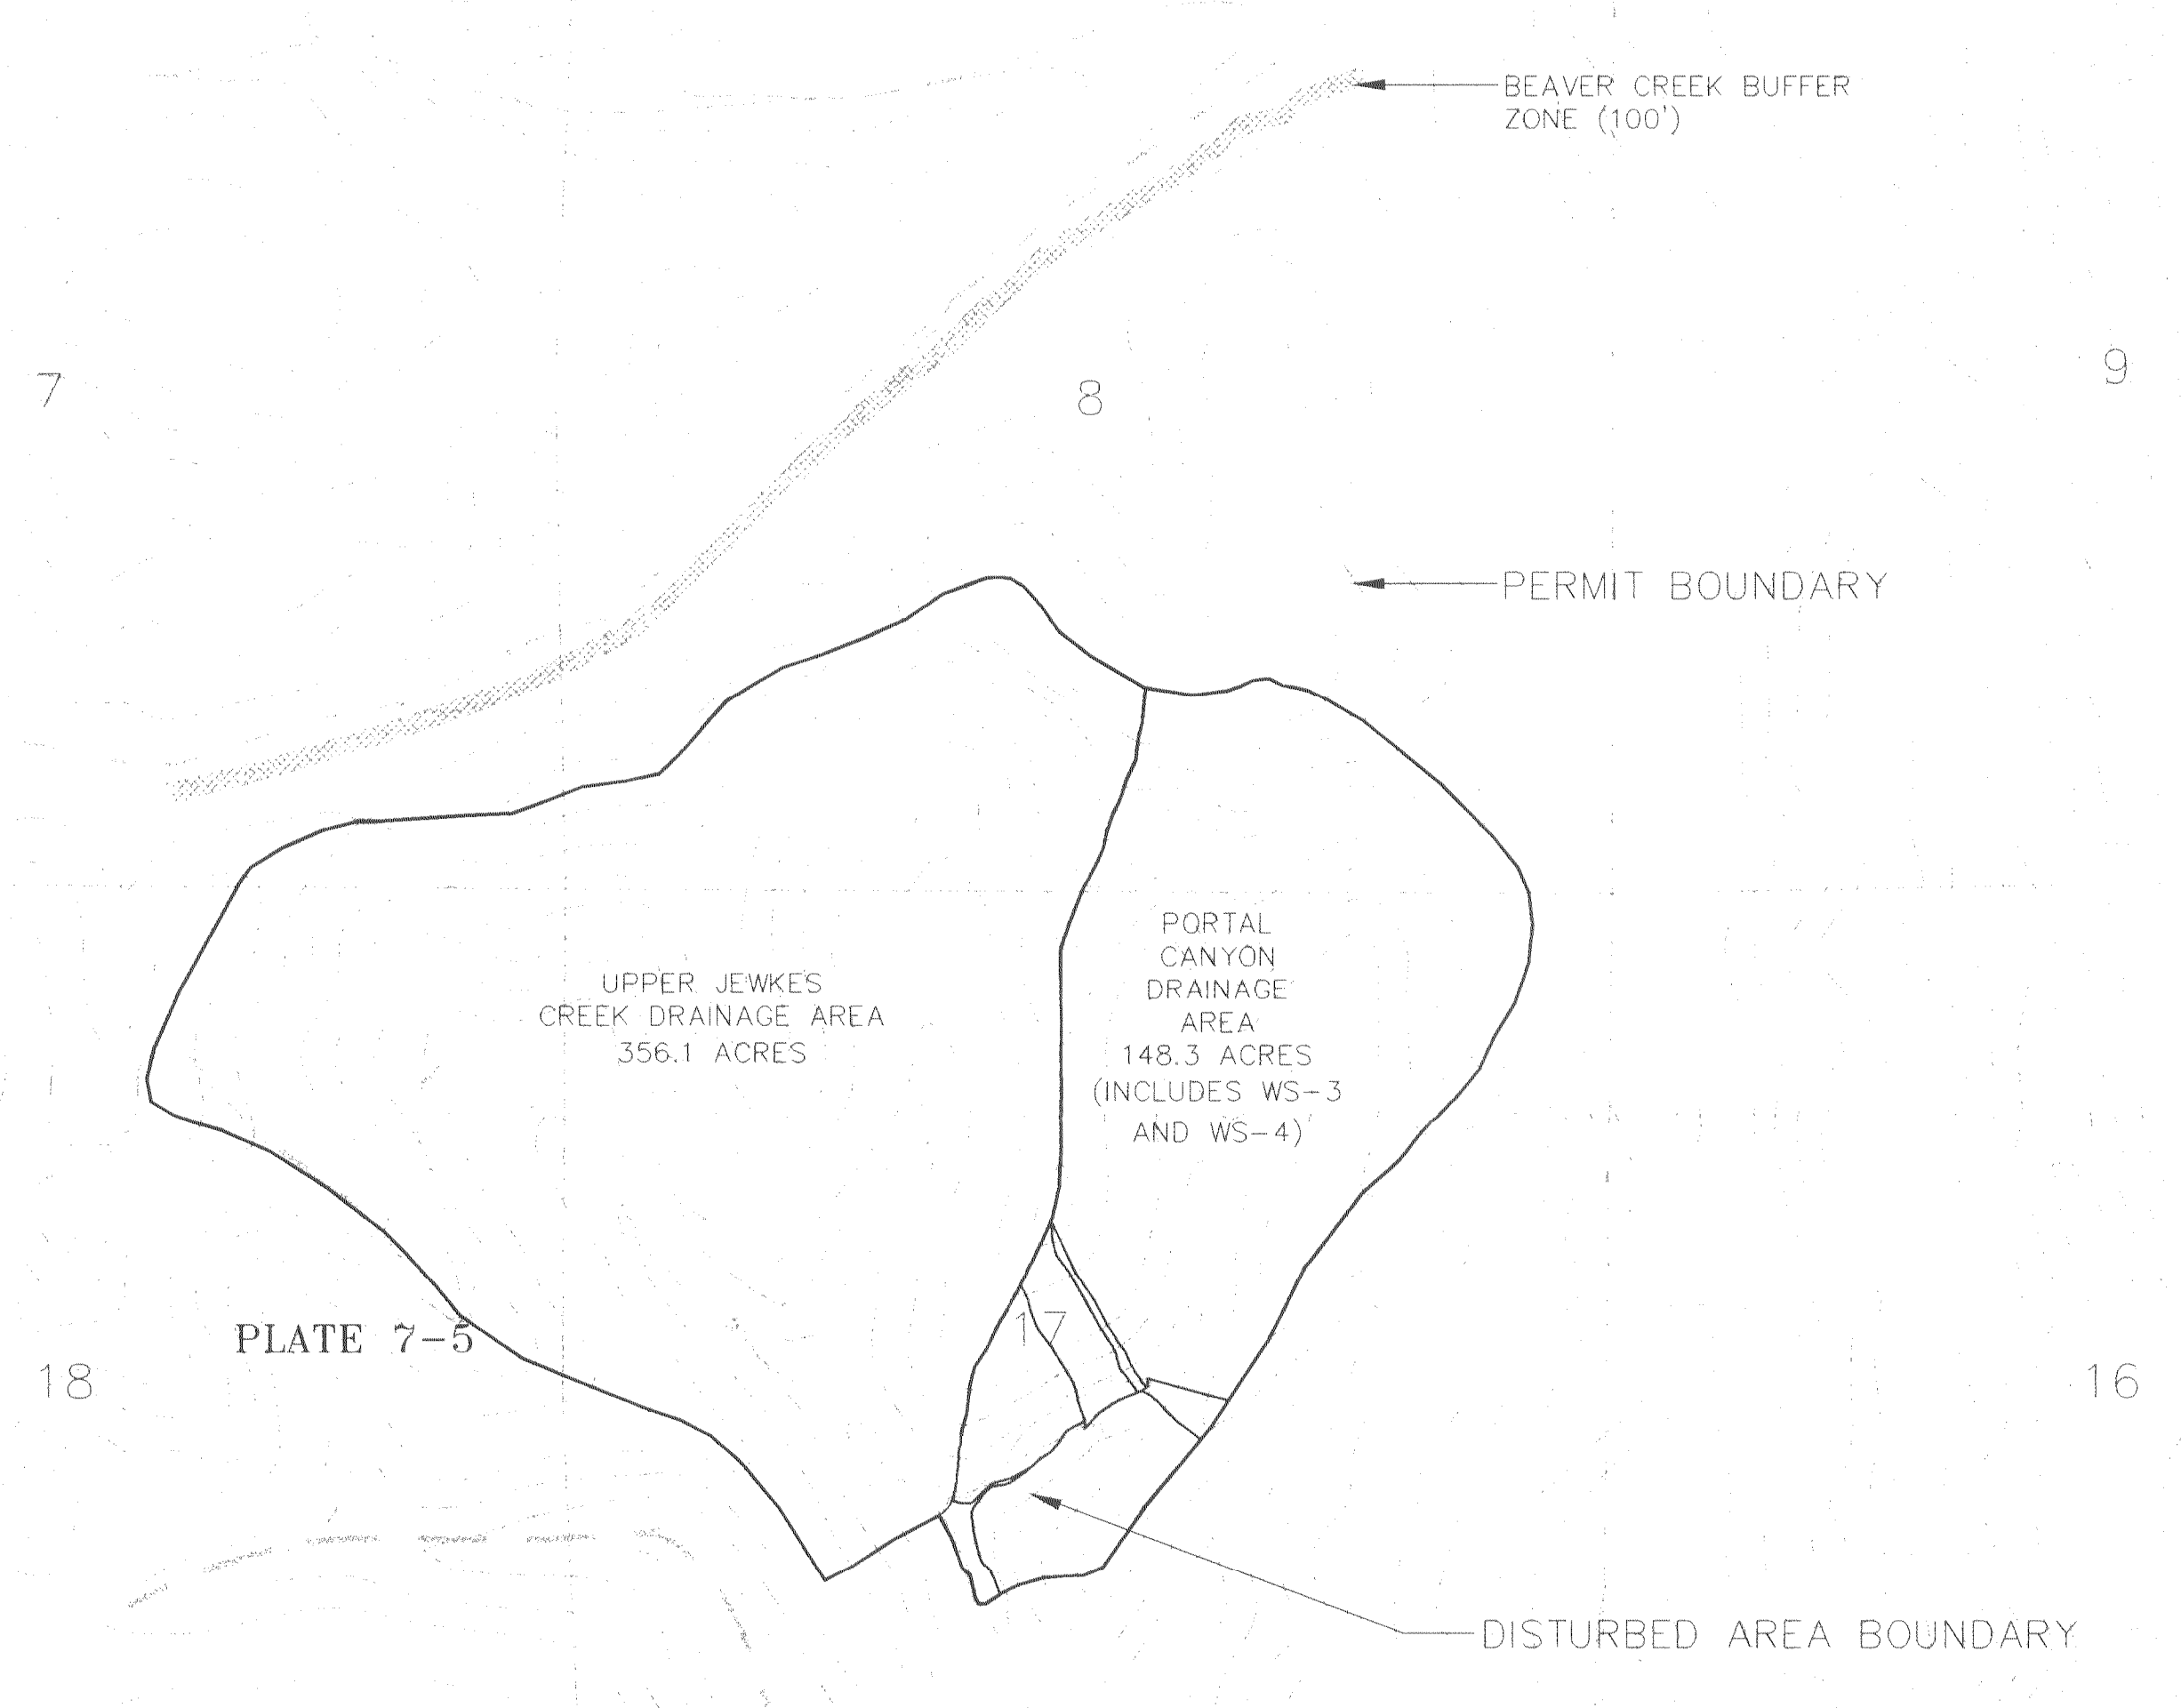 BEAVER CREEK BUFFER
ZONE (100')
7
8
9
PERMIT BOUNDARY
UPPER JEWKES
CREEK DRAINAGE AREA
356.1 ACRES
PORTAL
CANYON
DRAINAGE
AREA
148.3 ACRES
(INCLUDES WS-3
AND WS-4)
17
PLATE 7-5
18
16
DISTURBED AREA BOUNDARY